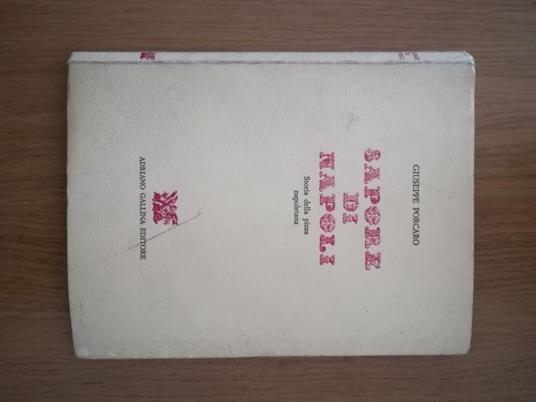 GIUSEPPE PORCARO
SAPORE
DI
NAPOLI
Storia della pizza
napoletana
ADRIANO GALLINA EDITORE